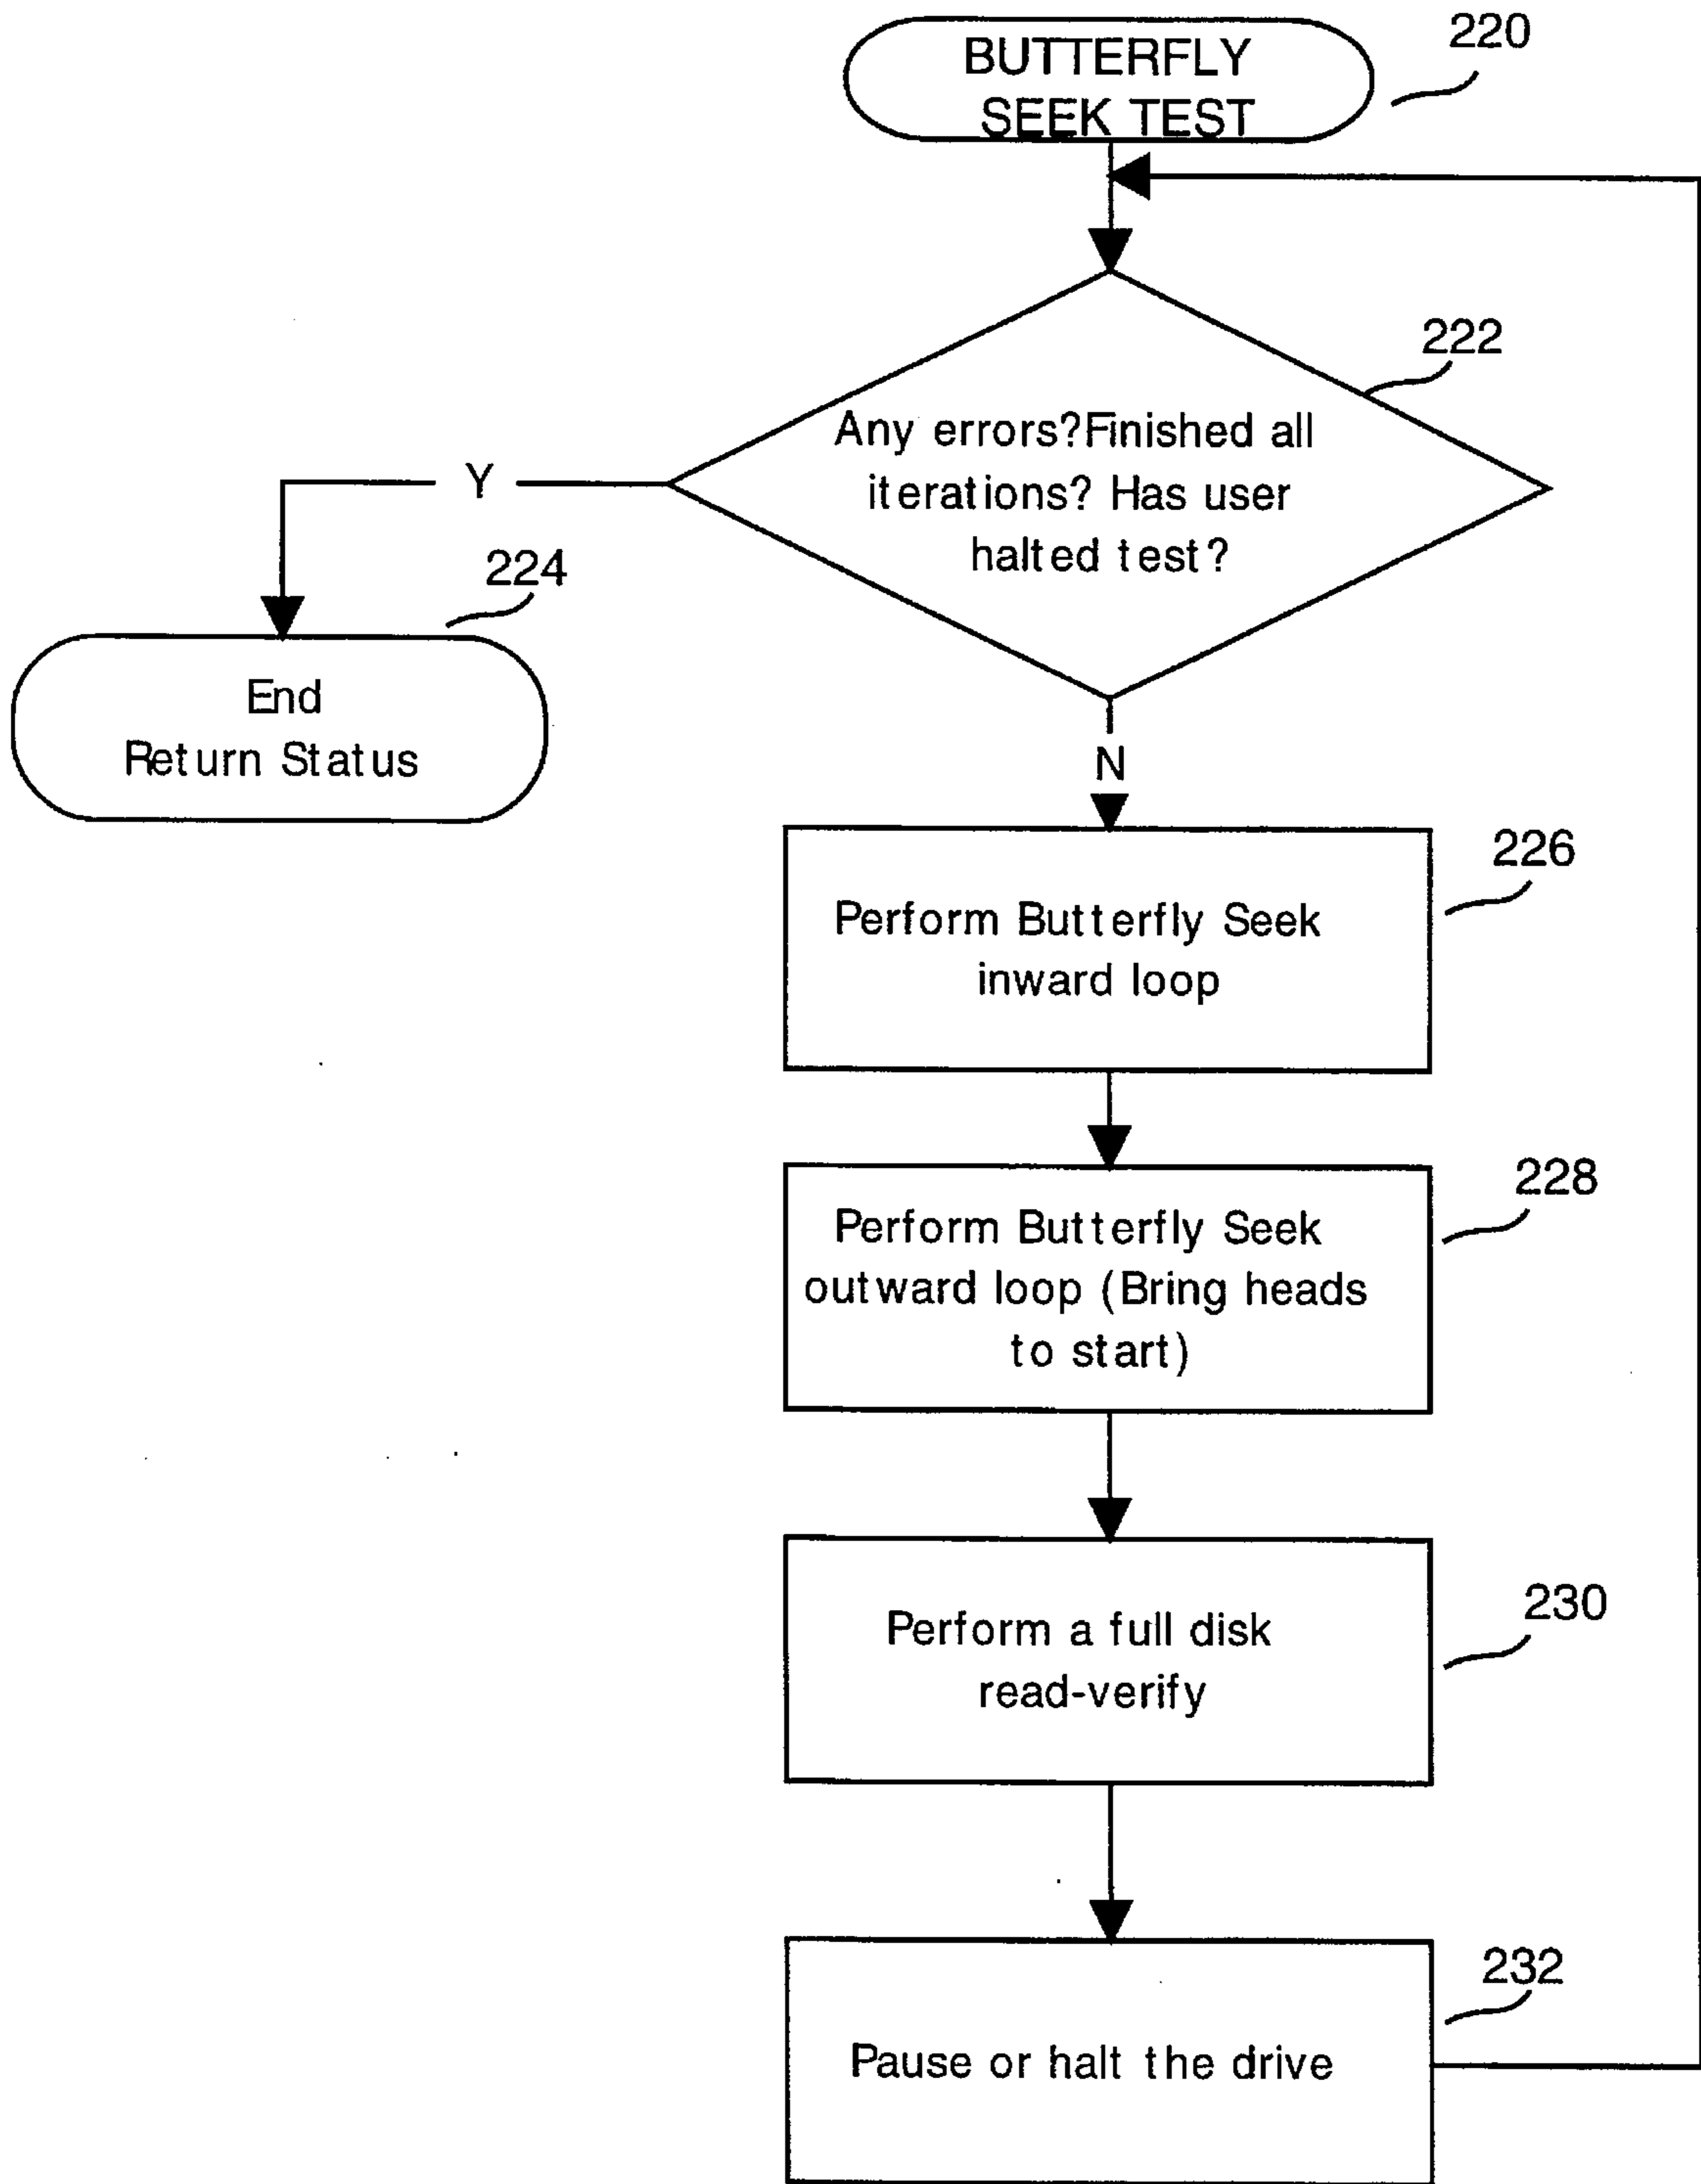 BUTTERFLY
SEEK TEST
220
222
Any errors?Finished all
iterations? Has user
halted test?
Y
224
End
Return Status
N
226
Perform Butterfly Seek
inward loop
228
Perform Butterfly Seek
outward loop (Bring heads
to start)
230
Perform a full disk
read-verify
232
Pause or halt the drive